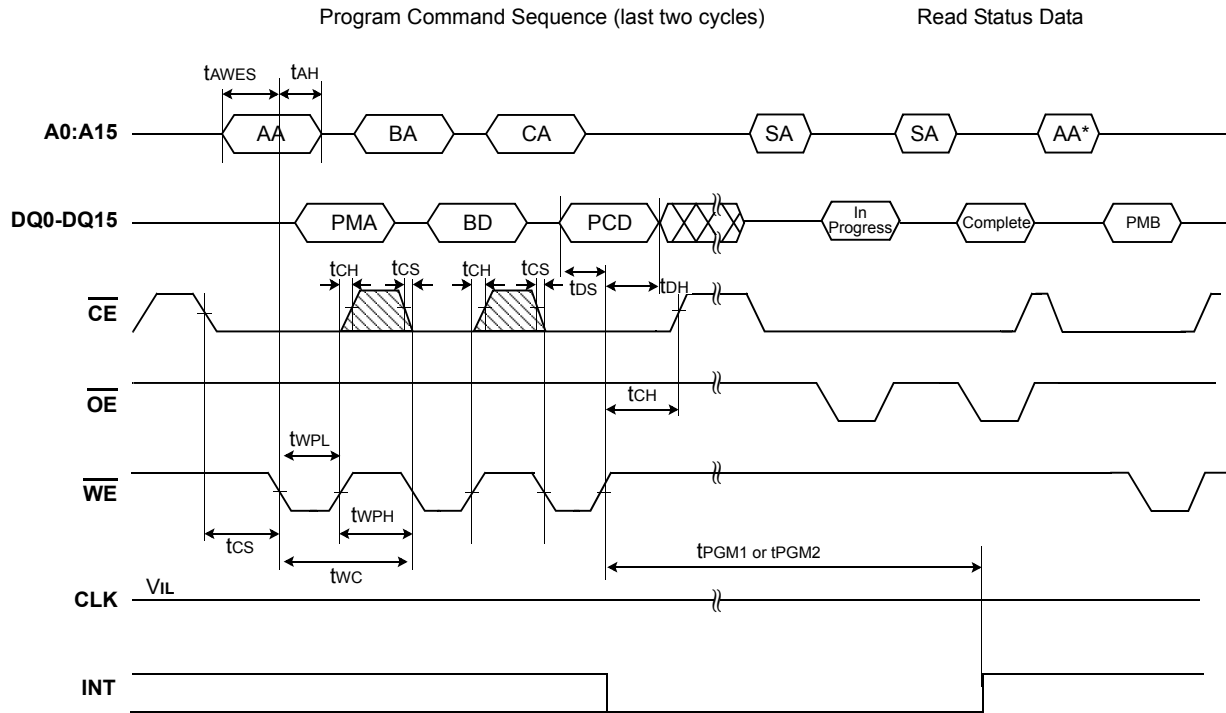 Program Command Sequence (last two cycles) Read Status Data
tAWES tAH
A0:A15 AA BA CA SA SA AA*
DQ0-DQ15 PMA BD PCD In Progress Complete PMB
tCH tCS tCH tCS tDS tDH
CE
tCH
OE
tWPL
WE
tWPH
tCS tPGM1 or tPGM2
tWC
VIL
CLK
INT